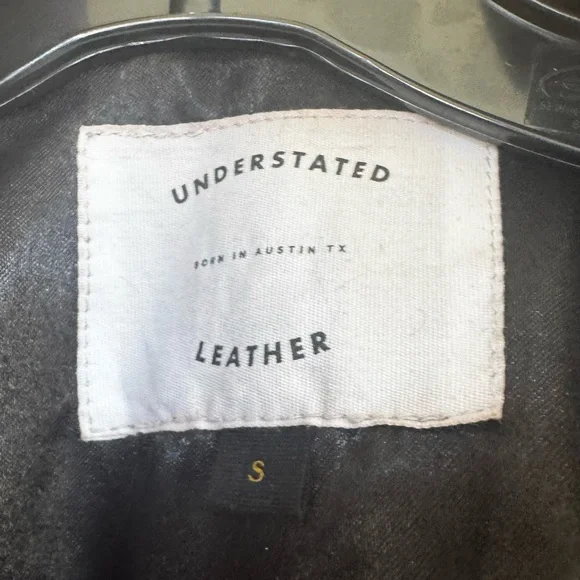 UNDERSTATED
BORN IN AUSTIN TX
LEATHER
S